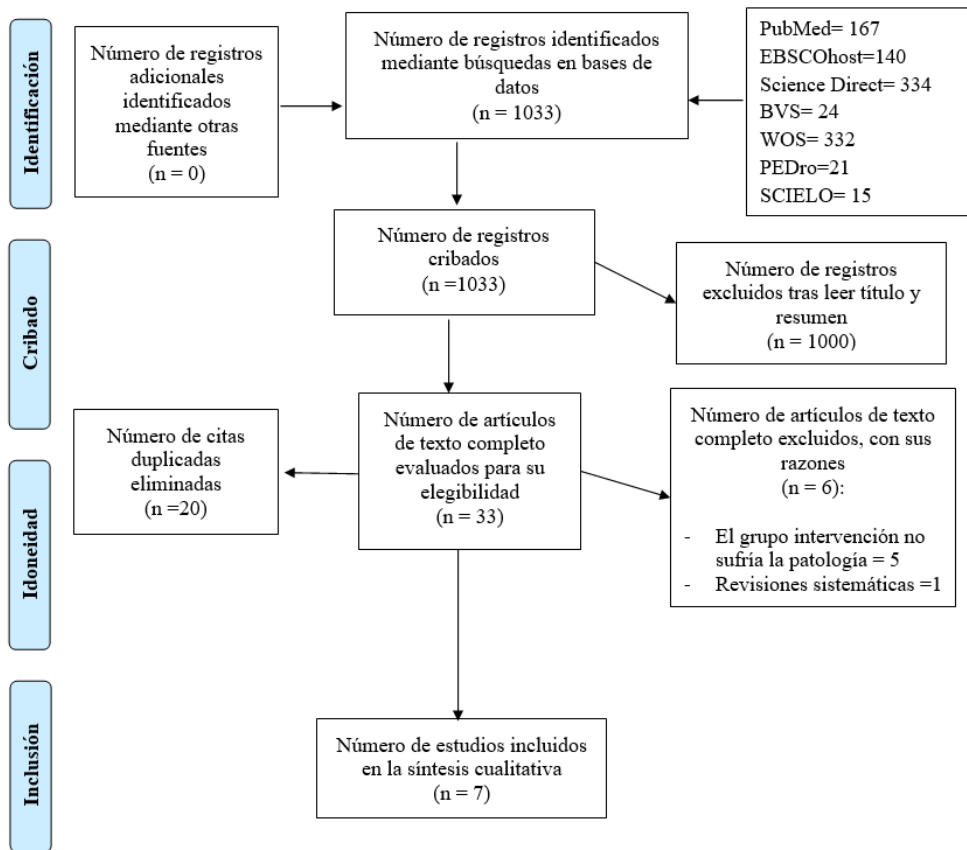 Identificación
Número de registros
adicionales
identificados
mediante otras
fuentes
(n = 0)
Número de registros identificados
mediante búsquedas en bases de
datos
(n = 1033)
PubMed= 167
EBSCOhost=140
Science Direct= 334
BVS= 24
WOS= 332
PEDro=21
SCIELO= 15
Cribado
Número de registros
cribados
(n =1033)
Número de registros
excluidos tras leer título y
resumen
(n = 1000)
Idoneidad
Número de citas
duplicadas
eliminadas
(n =20)
Número de artículos
de texto completo
evaluados para su
elegibilidad
(n = 33)
Número de artículos de texto
completo excluidos, con sus
razones
(n = 6):
- El grupo intervención no
sufría la patología = 5
- Revisiones sistemáticas =1
Inclusión
Número de estudios incluidos
en la síntesis cualitativa
(n = 7)